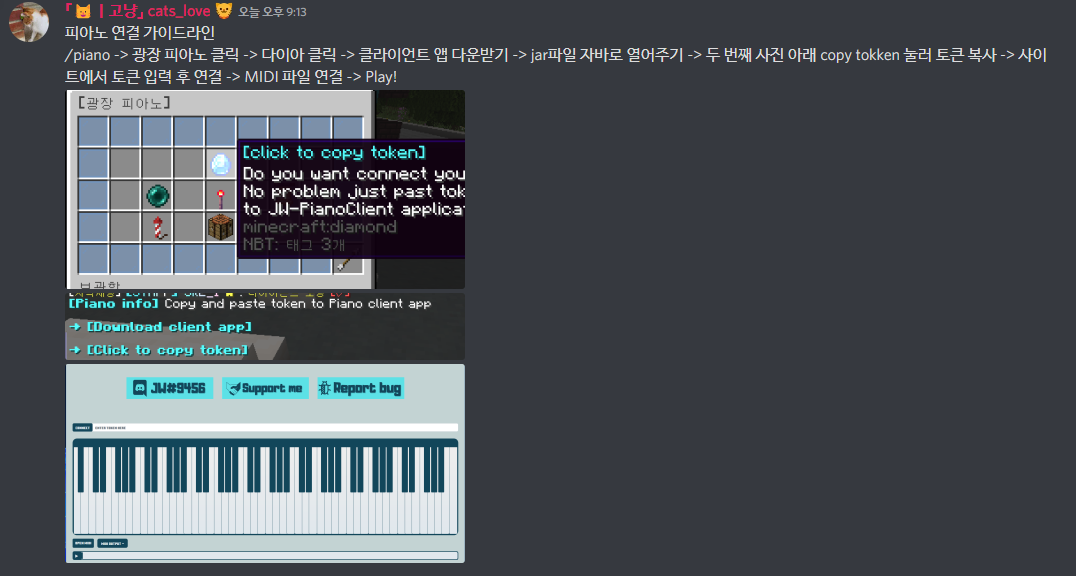 「🐱 | 고냥」 cats_love 🐯 오늘 오후 9:13
피아노 연결 가이드라인
/piano -> 광장 피아노 클릭 -> 다이아 클릭 -> 클라이언트 앱 다운받기 -> jar파일 자바로 열어주기 -> 두 번째 사진 아래 copy tokken 눌러 토큰 복사 -> 사이
트에서 토큰 입력 후 연결 -> MIDI 파일 연결 -> Play!
[광장 피아노]
[click to copy token]
Do you want connect you
No problem just past tok
to JW-PianoClient applica
minecraft:diamond
NBT: 태그 3개
보관함
[Piano info] Copy and paste token to Piano client app
→ [Download client app]
→ [Click to copy token]
JW#9456 Support me Report bug
CONNECT ENTER TOKEN HERE